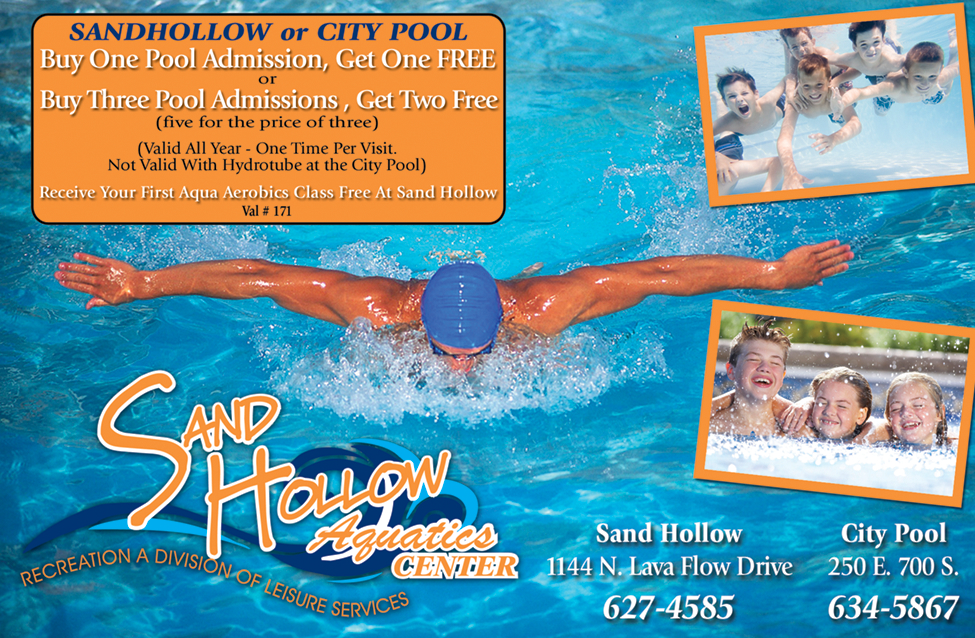 SANDHOLLOW or CITY POOL
Buy One Pool Admission, Get One FREE
or
Buy Three Pool Admissions , Get Two Free
(five for the price of three)
(Valid All Year - One Time Per Visit.
Not Valid With Hydrotube at the City Pool)
Receive Your First Aqua Aerobics Class Free At Sand Hollow
Val # 171
SAND
HOLLOW
Aquatics
CENTER
RECREATION A DIVISION OF LEISURE SERVICES
Sand Hollow
1144 N. Lava Flow Drive
627-4585
City Pool
250 E. 700 S.
634-5867